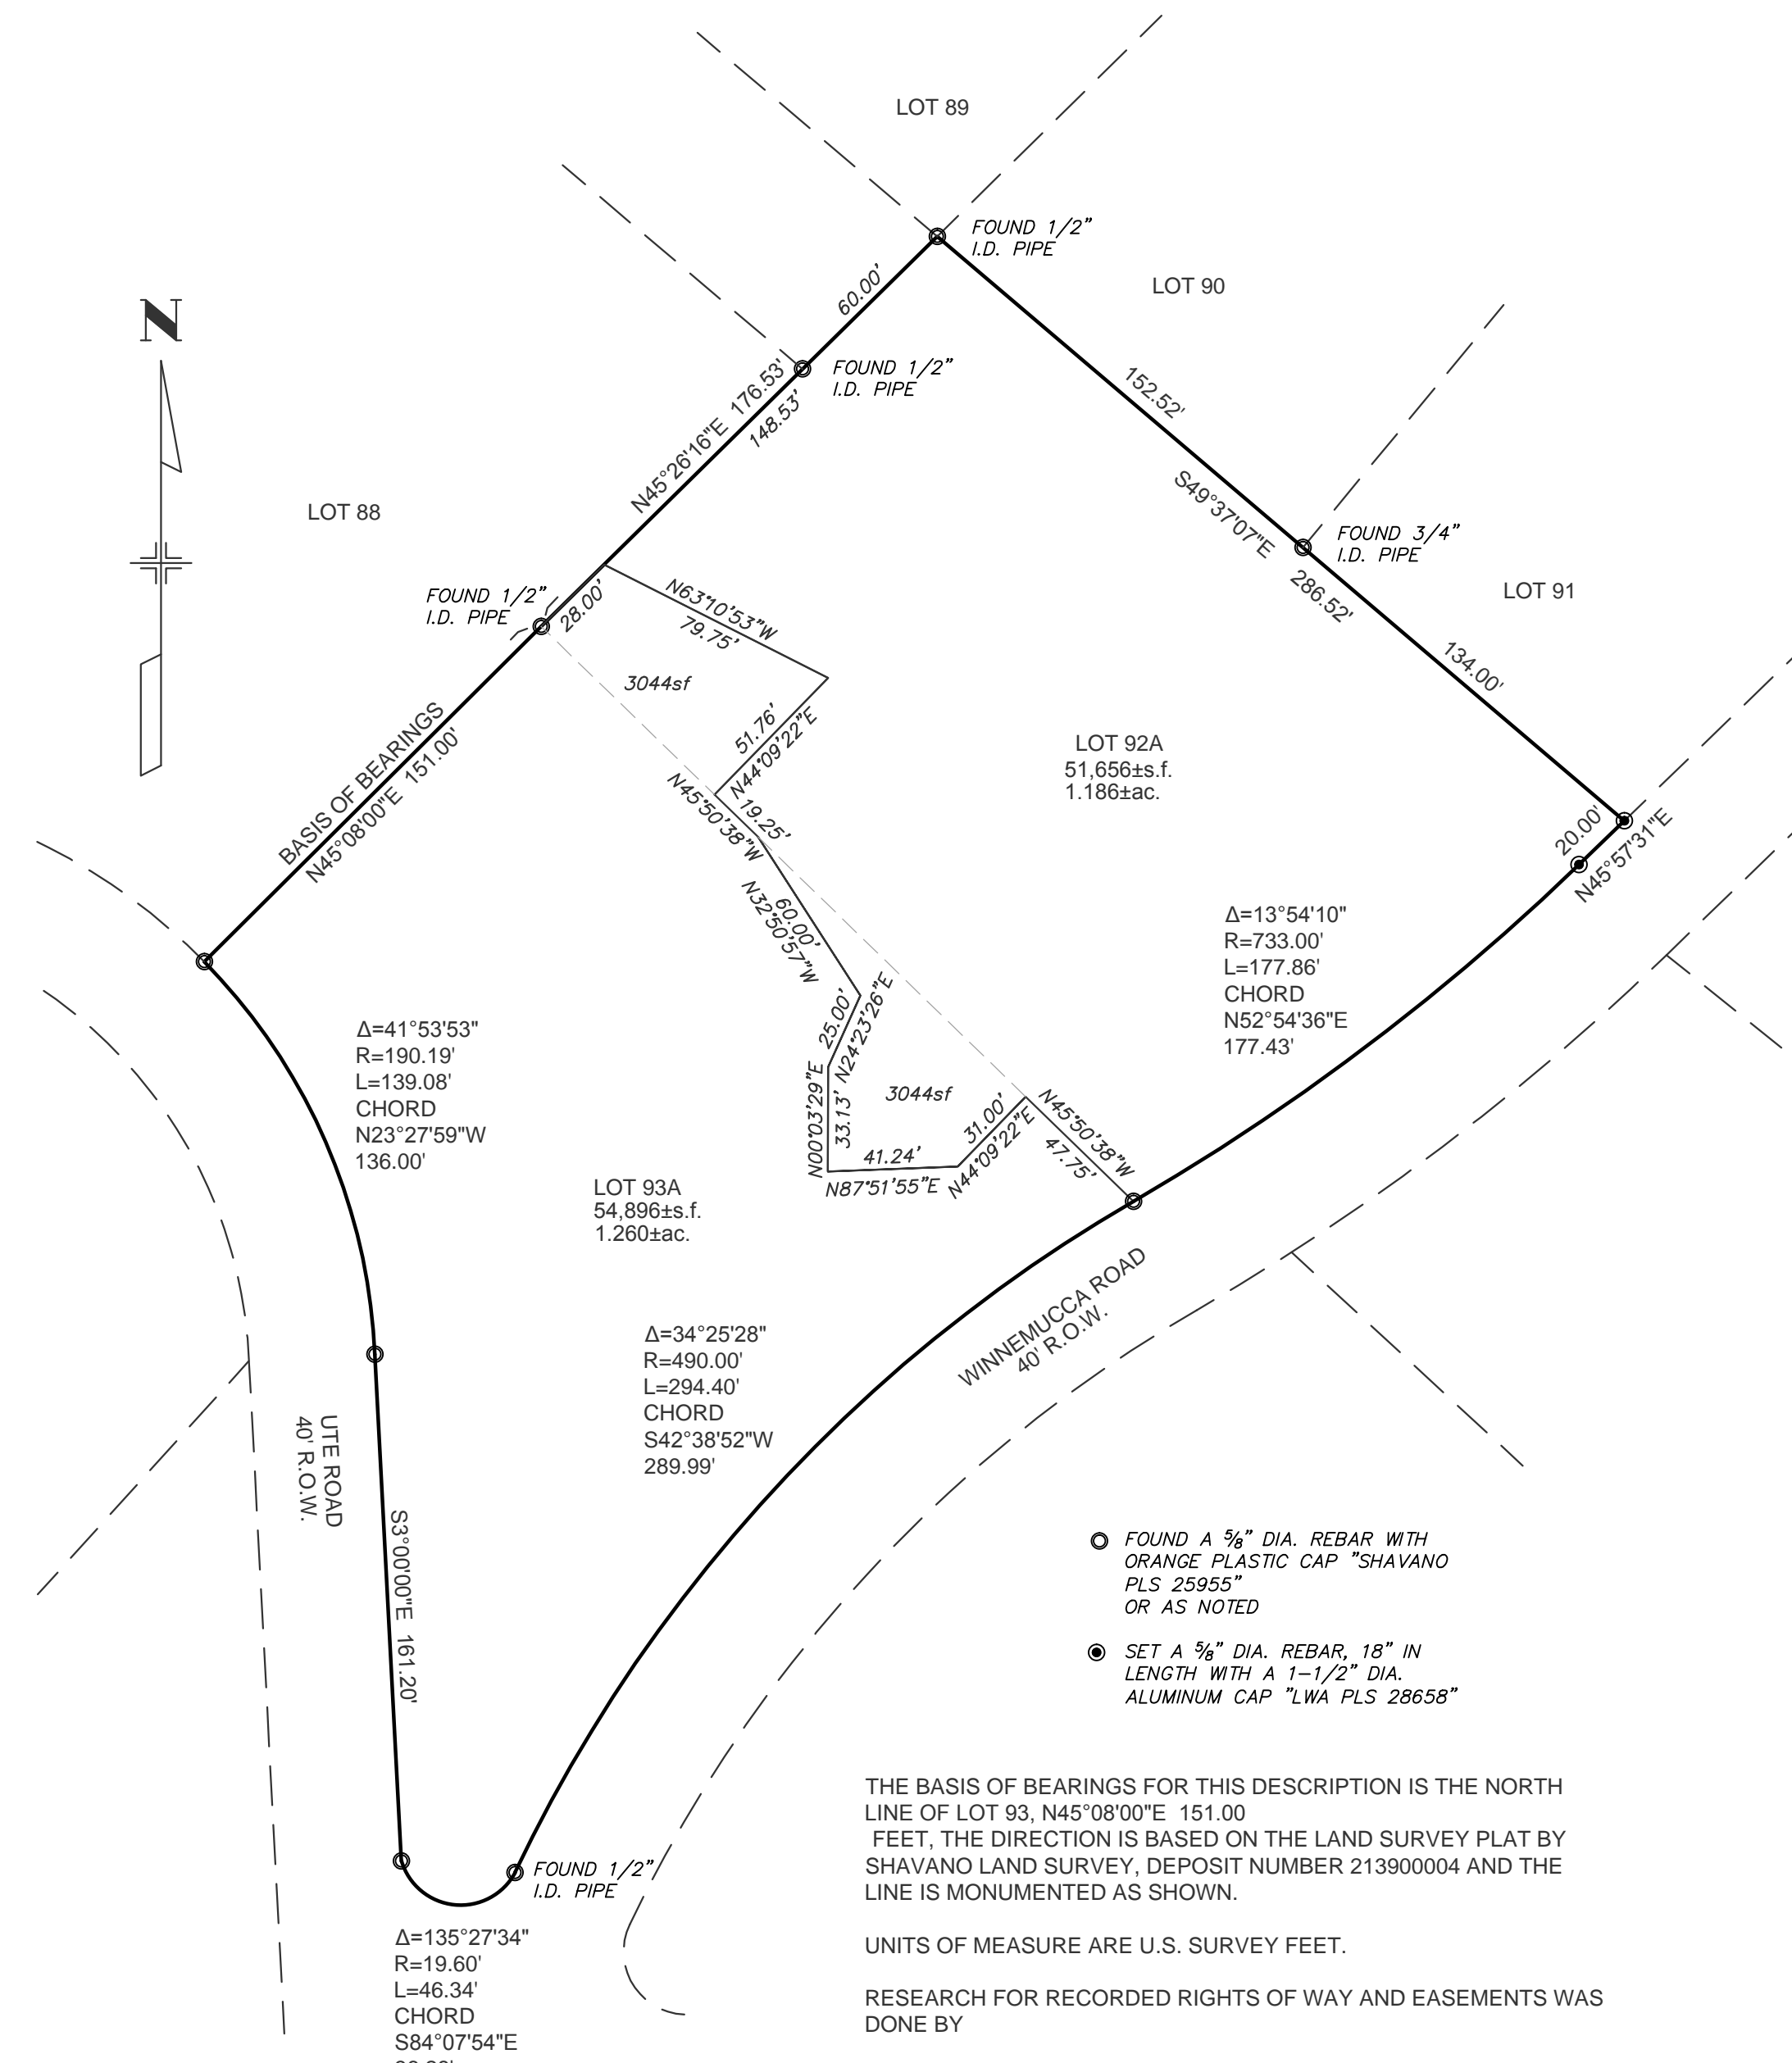 LOT 89
FOUND 1/2"
I.D. PIPE
LOT 90
60.00'
N
FOUND 1/2"
I.D. PIPE
N45°26'16"E 176.53'
148.53'
152.52'
S49°37'07"E
286.52'
FOUND 3/4"
I.D. PIPE
LOT 88
LOT 91
FOUND 1/2"
I.D. PIPE
28.00'
N63°10'53"W
79.75'
3044sf
134.00'
BASIS OF BEARINGS
N45°08'00"E 151.00'
51.76'
N44°09'22"E
LOT 92A
51,656±s.f.
1.186±ac.
N45°50'38"W
19.25'
20.00'
N45°57'31"E
60.00'
N32°50'57"W
Δ=13°54'10"
R=733.00'
L=177.86'
CHORD
N52°54'36"E
177.43'
25.00'
N24°23'26"E
Δ=41°53'53"
R=190.19'
L=139.08'
CHORD
N23°27'59"W
136.00'
N00°03'29"E
33.13'
3044sf
31.00'
N44°09'22"E
N45°50'38"W
47.75'
41.24'
N87°51'55"E
LOT 93A
54,896±s.f.
1.260±ac.
WINNEMUCCA ROAD
40' R.O.W.
Δ=34°25'28"
R=490.00'
L=294.40'
CHORD
S42°38'52"W
289.99'
UTE ROAD
40' R.O.W.
S3°00'00"E 161.20'
FOUND A 5/8" DIA. REBAR WITH
ORANGE PLASTIC CAP "SHAVANO
PLS 25955"
OR AS NOTED
SET A 5/8" DIA. REBAR, 18" IN
LENGTH WITH A 1-1/2" DIA.
ALUMINUM CAP "LWA PLS 28658"
FOUND 1/2"
I.D. PIPE
Δ=135°27'34"
R=19.60'
L=46.34'
CHORD
S84°07'54"E
THE BASIS OF BEARINGS FOR THIS DESCRIPTION IS THE NORTH
LINE OF LOT 93, N45°08'00"E 151.00
FEET, THE DIRECTION IS BASED ON THE LAND SURVEY PLAT BY
SHAVANO LAND SURVEY, DEPOSIT NUMBER 213900004 AND THE
LINE IS MONUMENTED AS SHOWN.
UNITS OF MEASURE ARE U.S. SURVEY FEET.
RESEARCH FOR RECORDED RIGHTS OF WAY AND EASEMENTS WAS
DONE BY